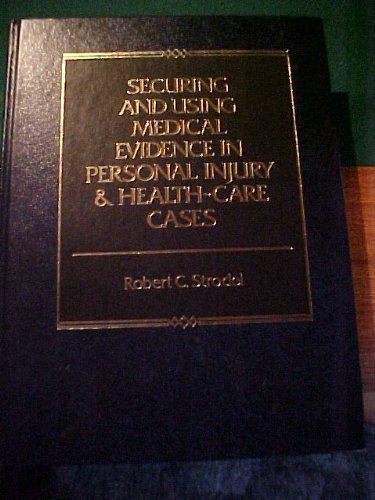 SECURING
AND USING
MEDICAL
EVIDENCE IN
PERSONAL INJURY
& HEALTH-CARE
CASES
Robert C. Strodel